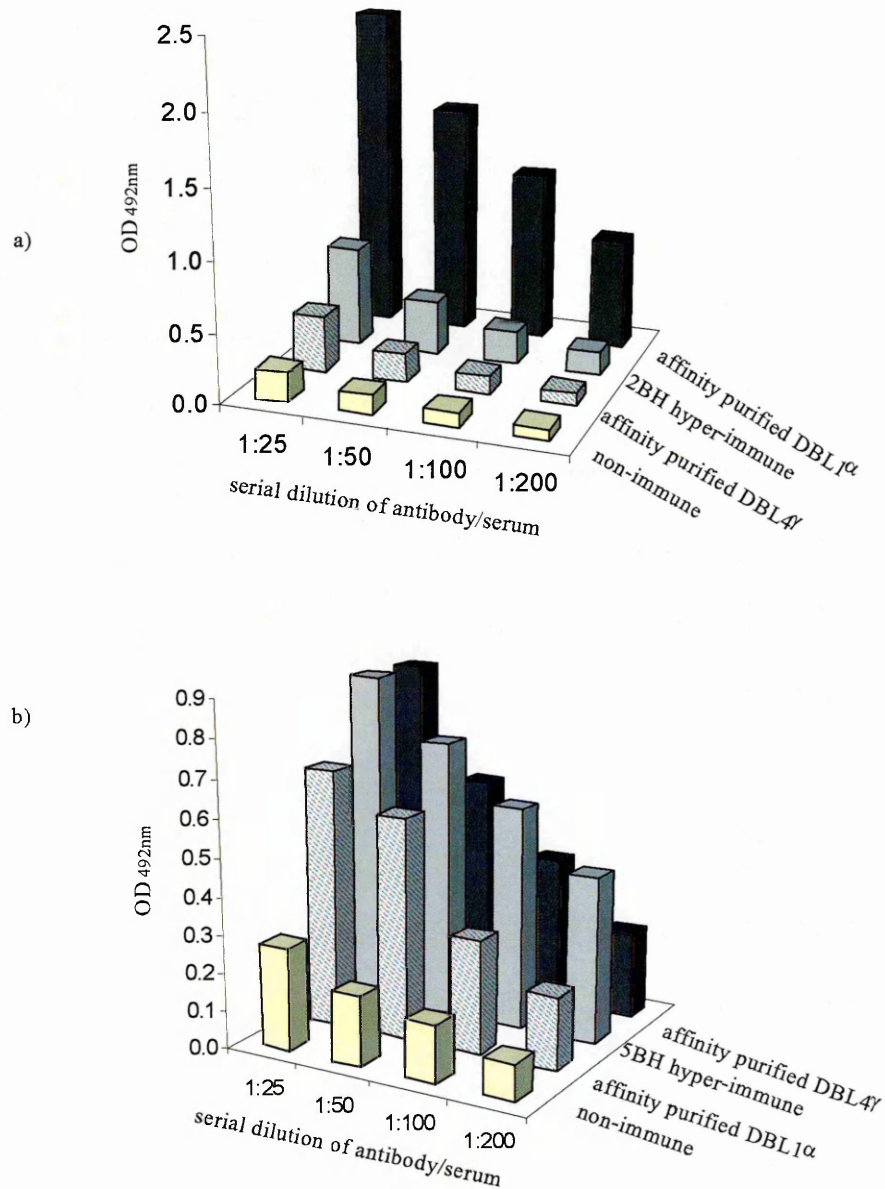 a)
OD 492nm
2.5
2.0
1.5
1.0
0.5
0.0
1:25
1:50
1:100
1:200
serial dilution of antibody/serum
affinity purified DBL1α
2BH hyper-immune
affinity purified DBL4γ
non-immune
b)
OD 492nm
0.9
0.8
0.7
0.6
0.5
0.4
0.3
0.2
0.1
0.0
1:25
1:50
1:100
1:200
serial dilution of antibody/serum
affinity purified DBL4γ
5BH hyper-immune
affinity purified DBL1α
non-immune